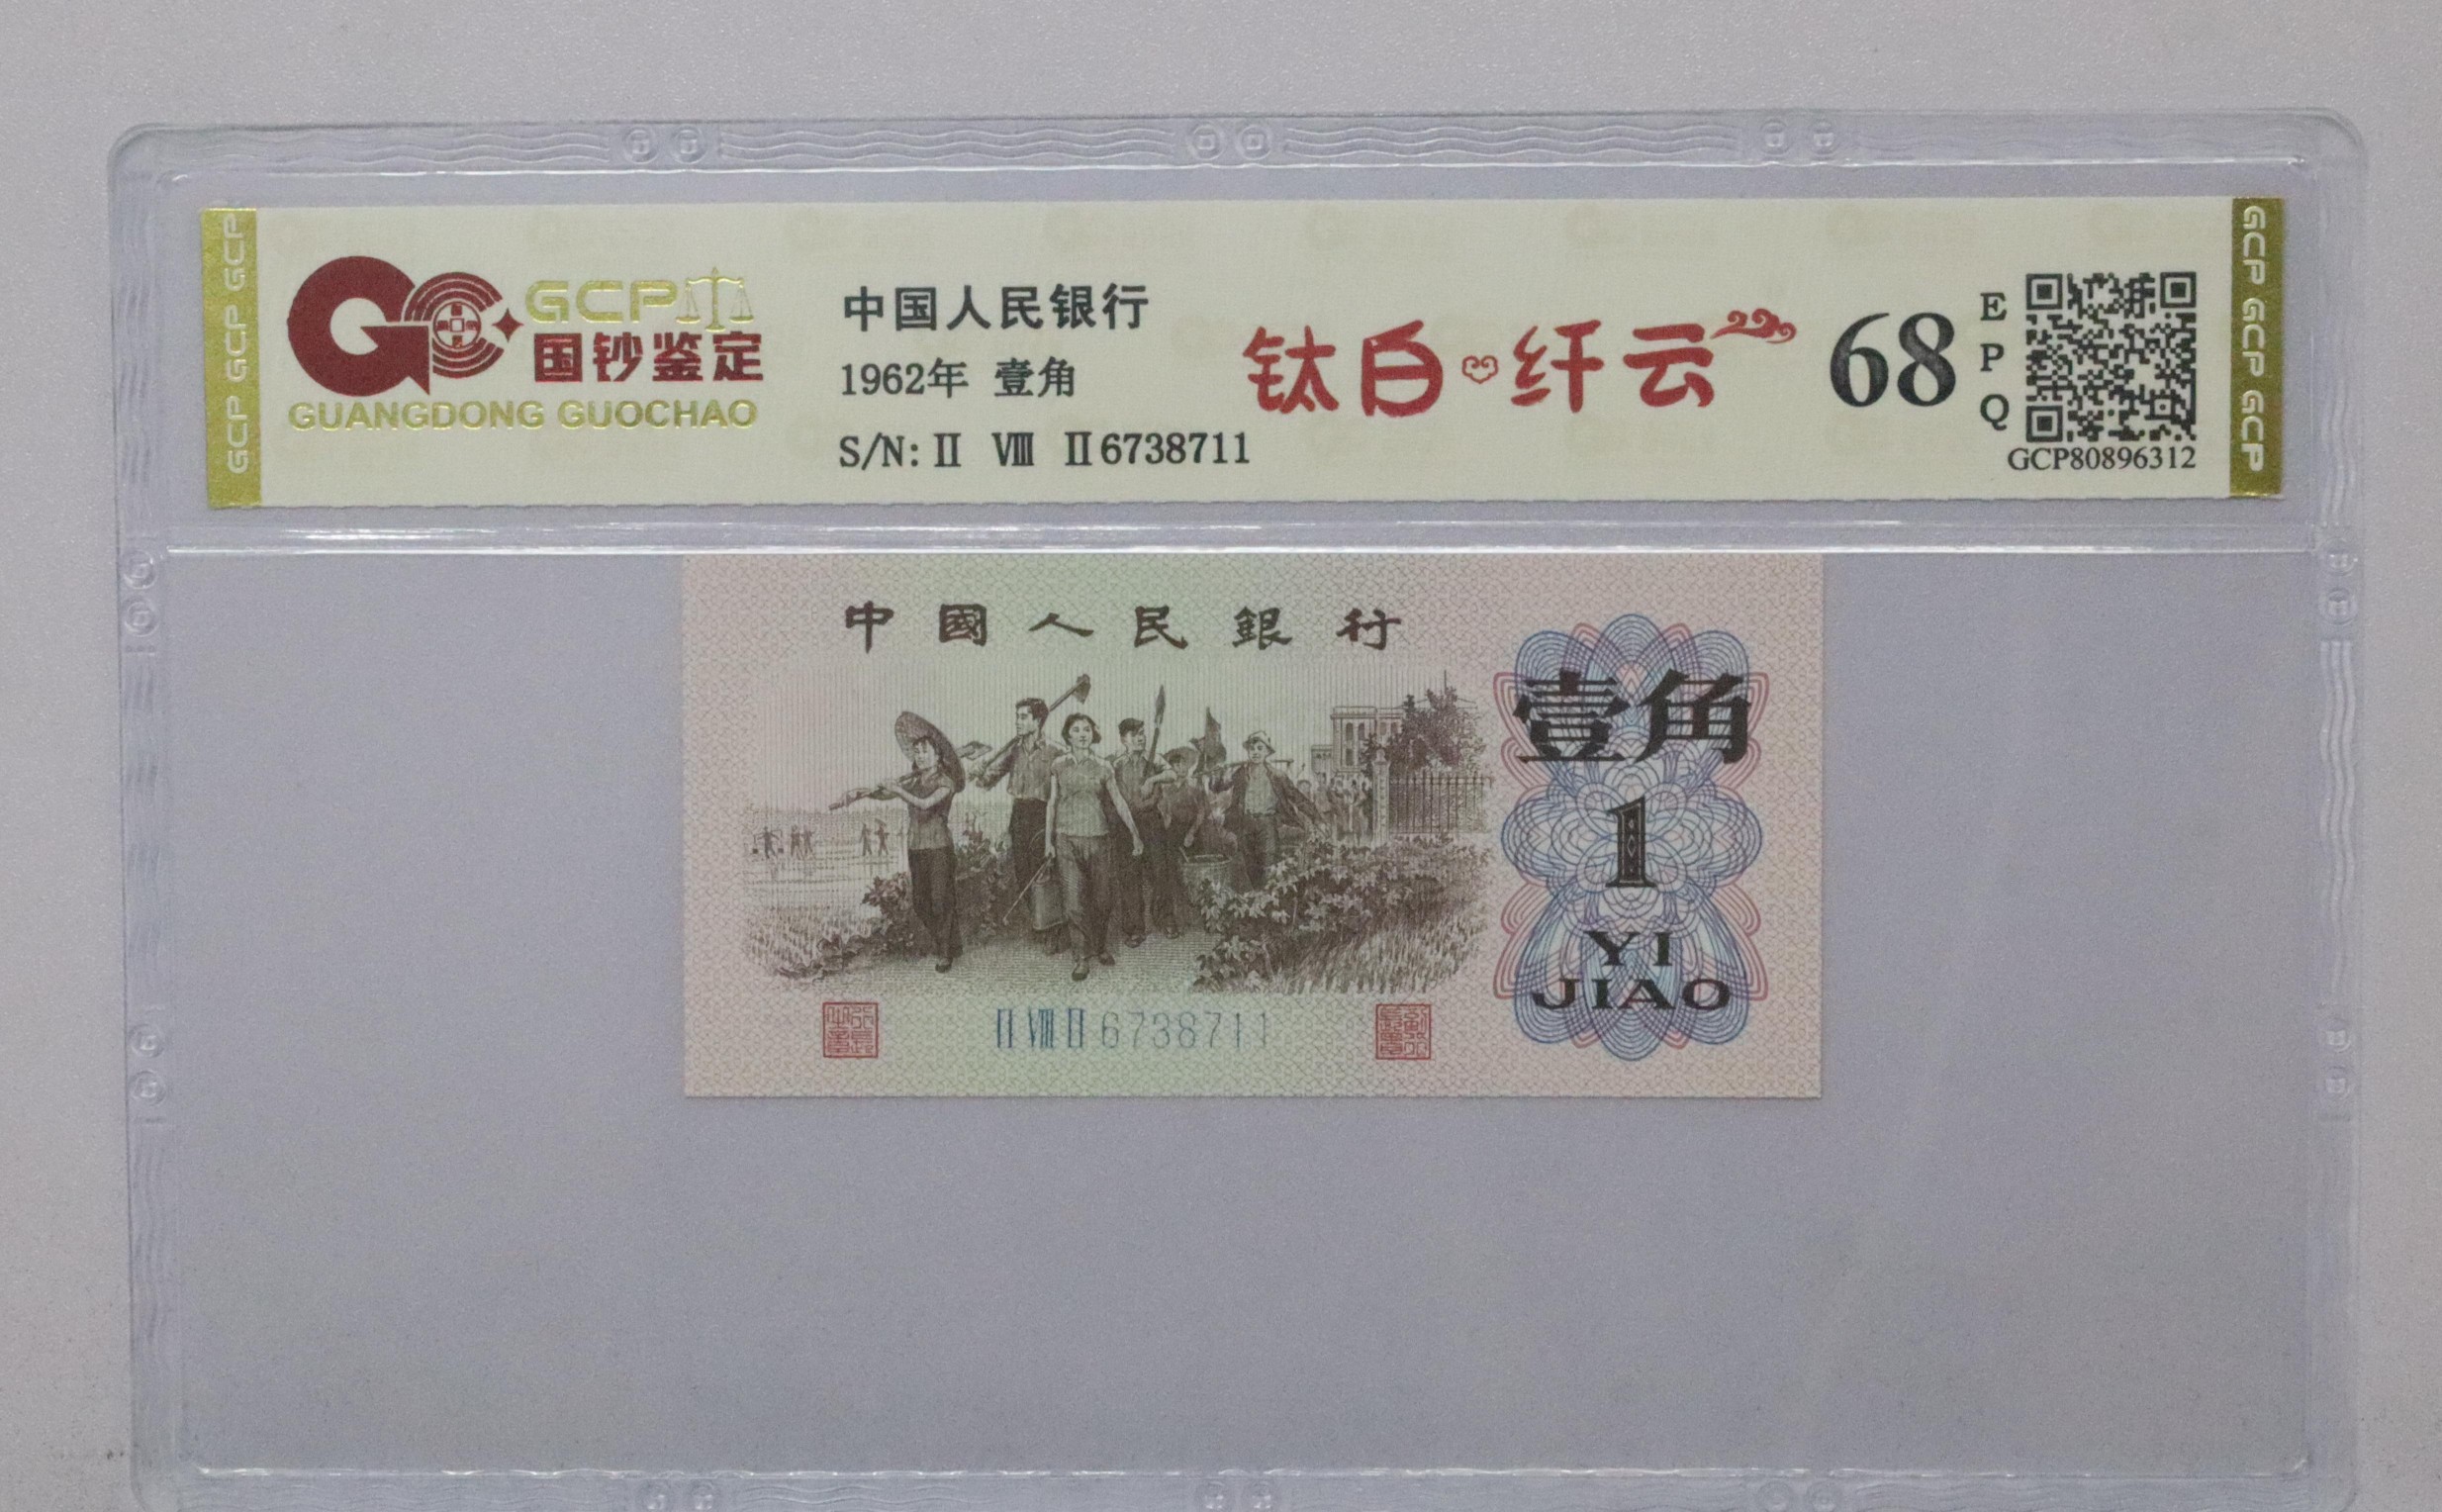 GCP GCP GCP
GCP
国钞鉴定
GUANGDONG GUOCHAO
中国人民银行
1962年 壹角
S/N: II VIII II 6738711
钛白 纤云
68
E
P
Q
GCP80896312
GCP GCP GCP
中國人民銀行
壹角
1
YI
JIAO
II VIII II 6738711